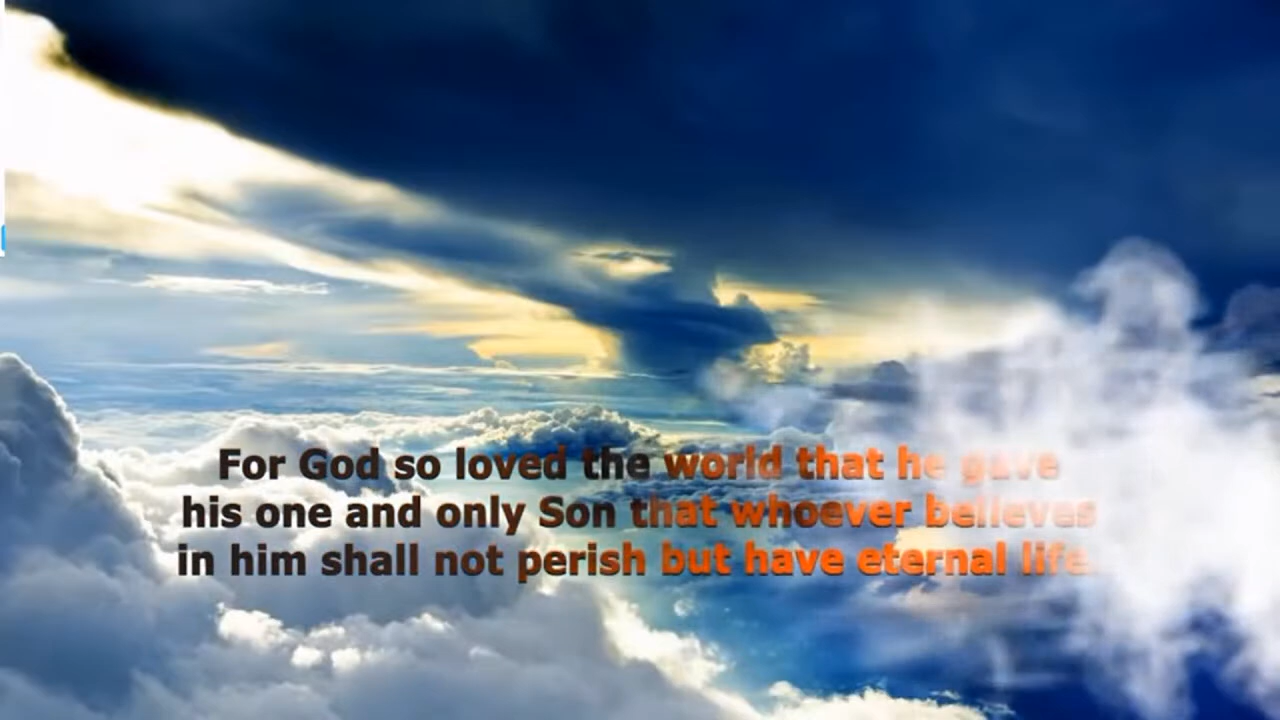 For God so loved the world that he gave
his one and only Son that whoever believes
in him shall not perish but have eternal life.